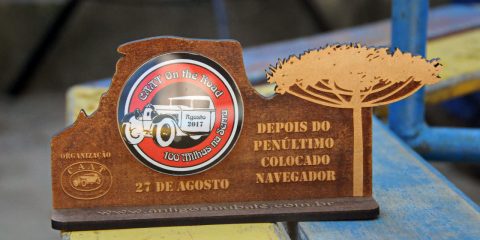 CAAT On the Road
Agosto
2017
100 Milhas na Serra
ORGANIZAÇÃO
CAAT
27 DE AGOSTO
DEPOIS DO
PENÚLTIMO
COLOCADO
NAVEGADOR